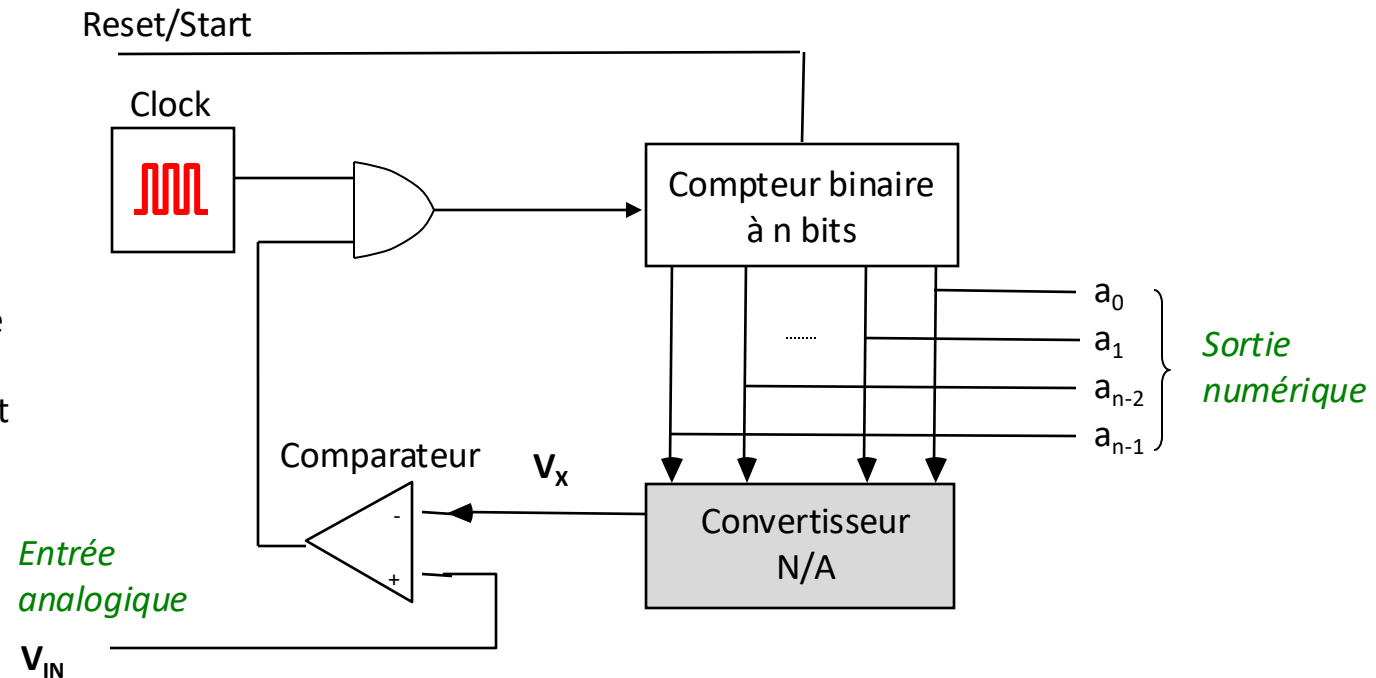 Reset/Start
Clock
Compteur binaire
à n bits
a0
........
a1
Sortie
numérique
e
an-2
t
an-1
Comparateur
VX
-
Convertisseur
N/A
Entrée
analogique
+
VIN